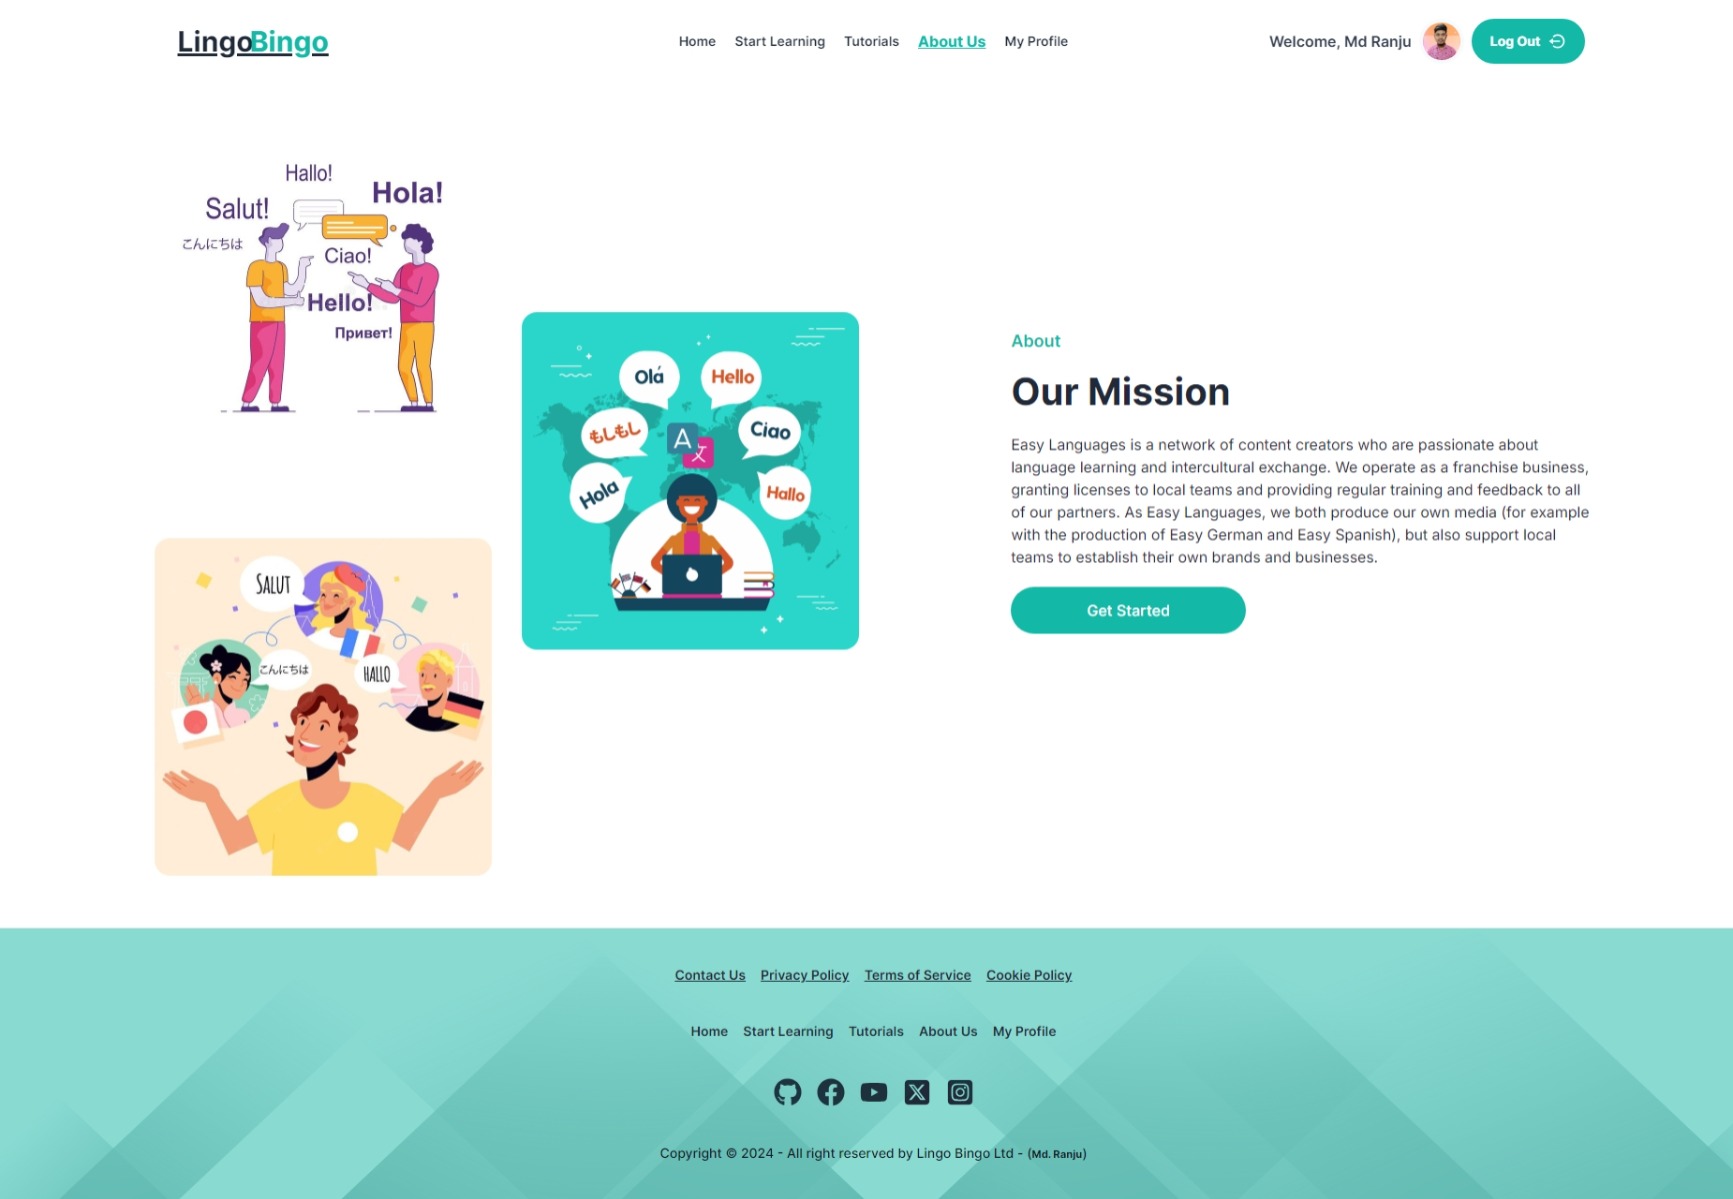 LingoBingo
Home Start Learning Tutorials About Us My Profile
Welcome, Md Ranju
Log Out
Hallo!
Hola!
Salut!
こんにちは
Ciao!
Hello!
Привет!
Olá
Hello
もしもし
A
文
Ciao
Hola
Hallo
SALUT
こんにちは
HALLO
About
Our Mission
Easy Languages is a network of content creators who are passionate about
language learning and intercultural exchange. We operate as a franchise business,
granting licenses to local teams and providing regular training and feedback to all
of our partners. As Easy Languages, we both produce our own media (for example
with the production of Easy German and Easy Spanish), but also support local
teams to establish their own brands and businesses.
Get Started
Contact Us Privacy Policy Terms of Service Cookie Policy
Home Start Learning Tutorials About Us My Profile
Copyright © 2024 - All right reserved by Lingo Bingo Ltd - (Md. Ranju)